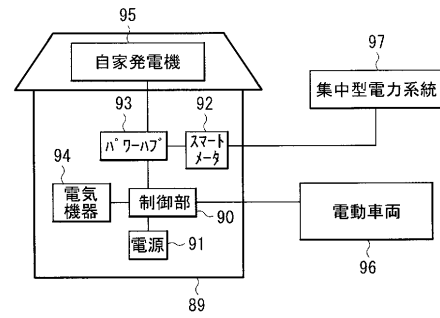 95
自家発電機
97
集中型電力系統
93
92
パワーハブ
スマート
メータ
94
電気
機器
制御部
90
電動車両
96
電源
91
89